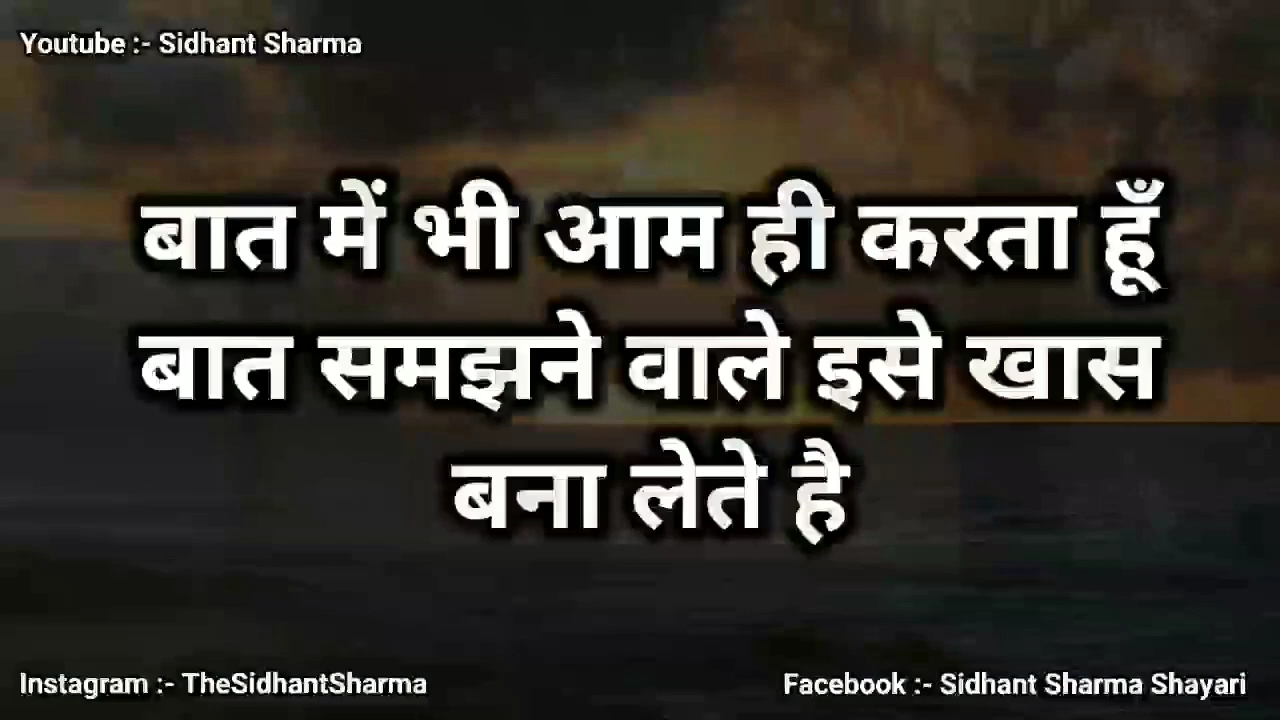 Youtube :- Sidhant Sharma
बात में भी आम ही करता हूँ
बात समझने वाले इसे खास
बना लेते है
Instagram :- TheSidhantSharma
Facebook :- Sidhant Sharma Shayari